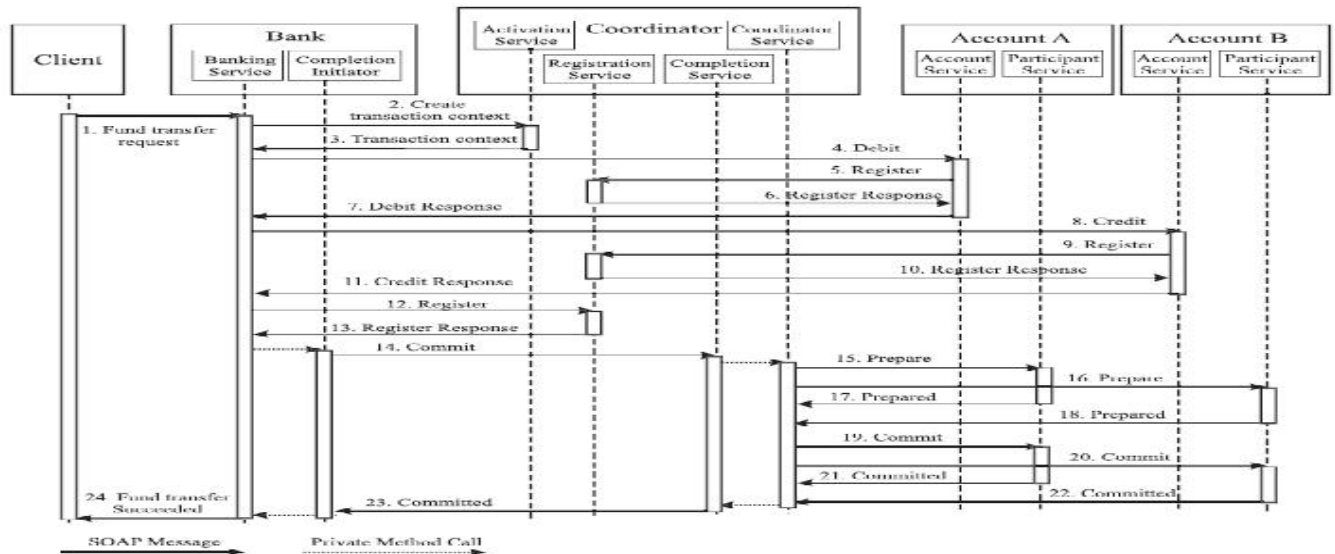 Client
Bank
Banking
Service
Completion
Initiator
Coordinator
Activation
Service
Registration
Service
Completion
Service
Coordinator
Service
Account A
Account
Service
Participant
Service
Account B
Account
Service
Participant
Service
1. Fund transfer
request
2. Create
transaction context
3. Transaction context
4. Debit
5. Register
6. Register Response
7. Debit Response
8. Credit
9. Register
10. Register Response
11. Credit Response
12. Register
13. Register Response
14. Commit
15. Prepare
16. Prepare
17. Prepared
18. Prepared
19. Commit
20. Commit
21. Committed
22. Committed
23. Committed
24. Fund transfer
Succeeded
SOAP Message
Private Method Call